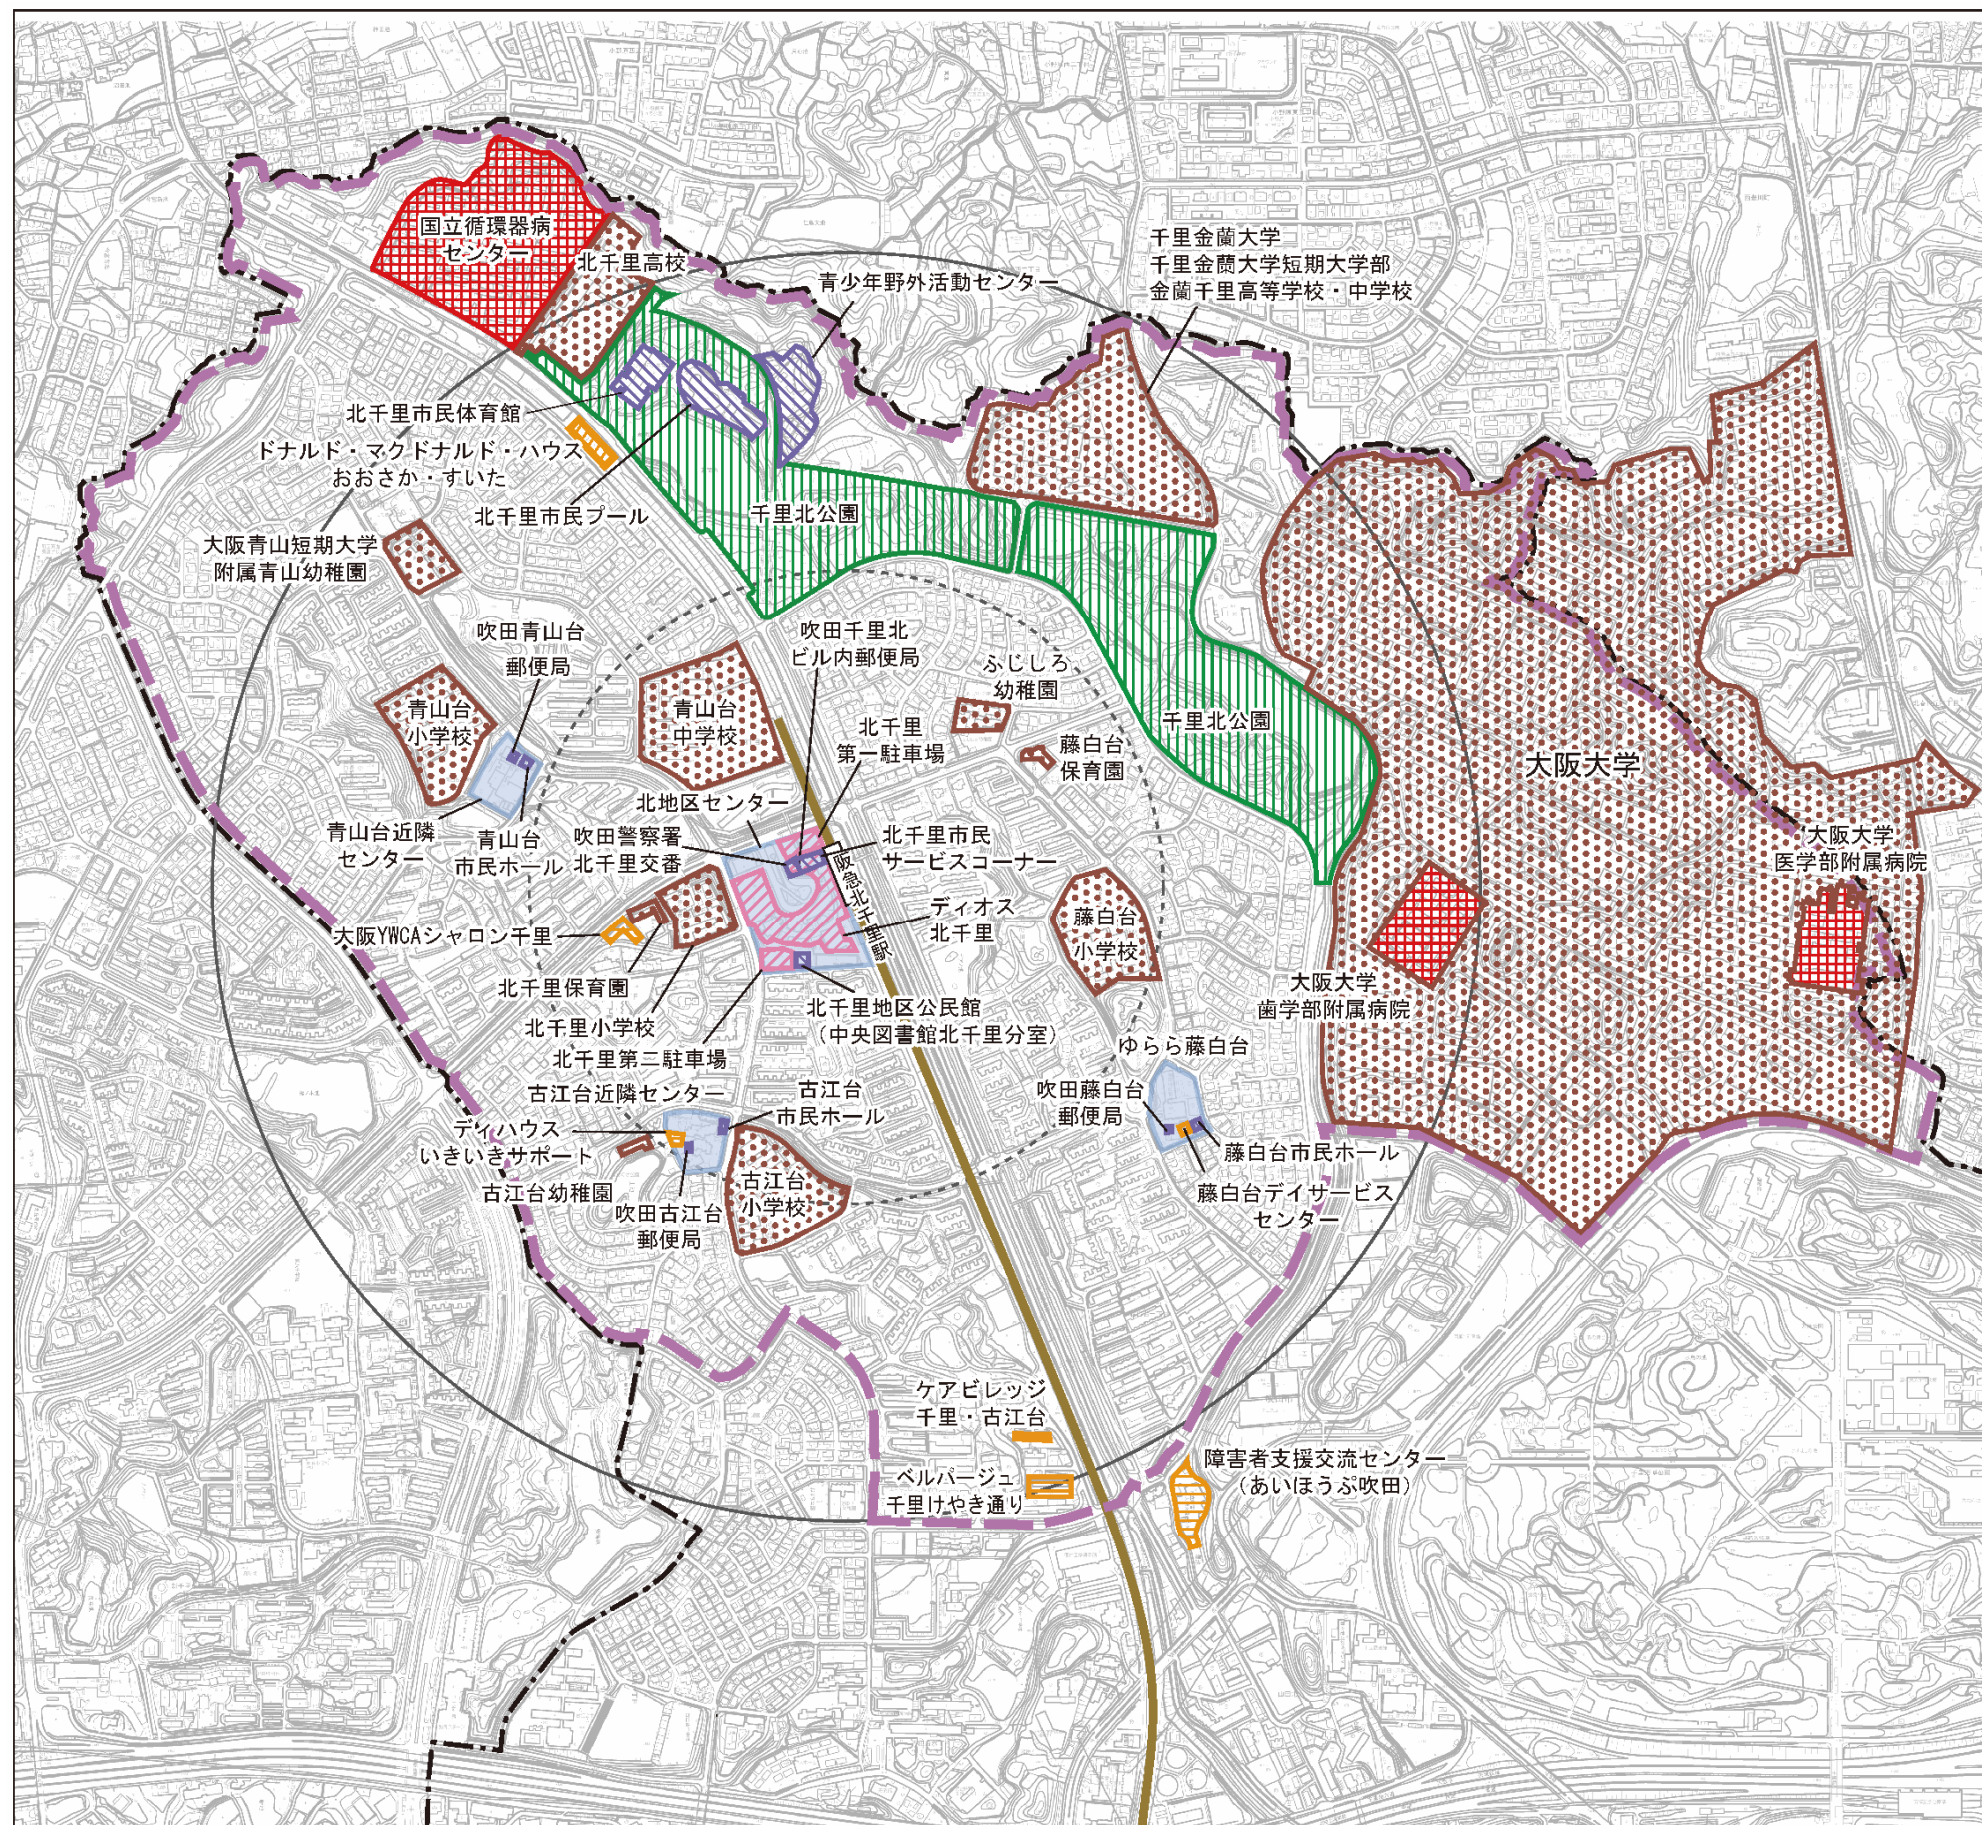 国立循環器病
センター
北千里高校
青少年野外活動センター
千里金蘭大学
千里金蘭大学短期大学部
金蘭千里高等学校・中学校
北千里市民体育館
ドナルド・マクドナルド・ハウス
おおさか・すいた
北千里市民プール
千里北公園
大阪青山短期大学
附属青山幼稚園
吹田青山台
郵便局
吹田千里北
ビル内郵便局
ふじしろ
幼稚園
青山台
小学校
青山台
中学校
北千里
第一駐車場
藤白台
保育園
千里北公園
大阪大学
北地区センター
青山台近隣
センター
青山台
市民ホール
吹田警察署
北千里交番
北千里市民
サービスコーナー
阪急北千里駅
大阪大学
医学部附属病院
ディオス
北千里
藤白台
小学校
大阪YWCAシャロン千里
北千里保育園
北千里小学校
北千里第二駐車場
北千里地区公民館
（中央図書館北千里分室）
大阪大学
歯学部附属病院
ゆらら藤白台
古江台近隣センター
古江台
市民ホール
吹田藤白台
郵便局
ディハウス
いきいきサポート
藤白台市民ホール
古江台幼稚園
古江台
小学校
藤白台デイサービス
センター
吹田古江台
郵便局
ケアビレッジ
千里・古江台
ベルパージュ
千里けやき通り
障害者支援交流センター
（あいほうぷ吹田）